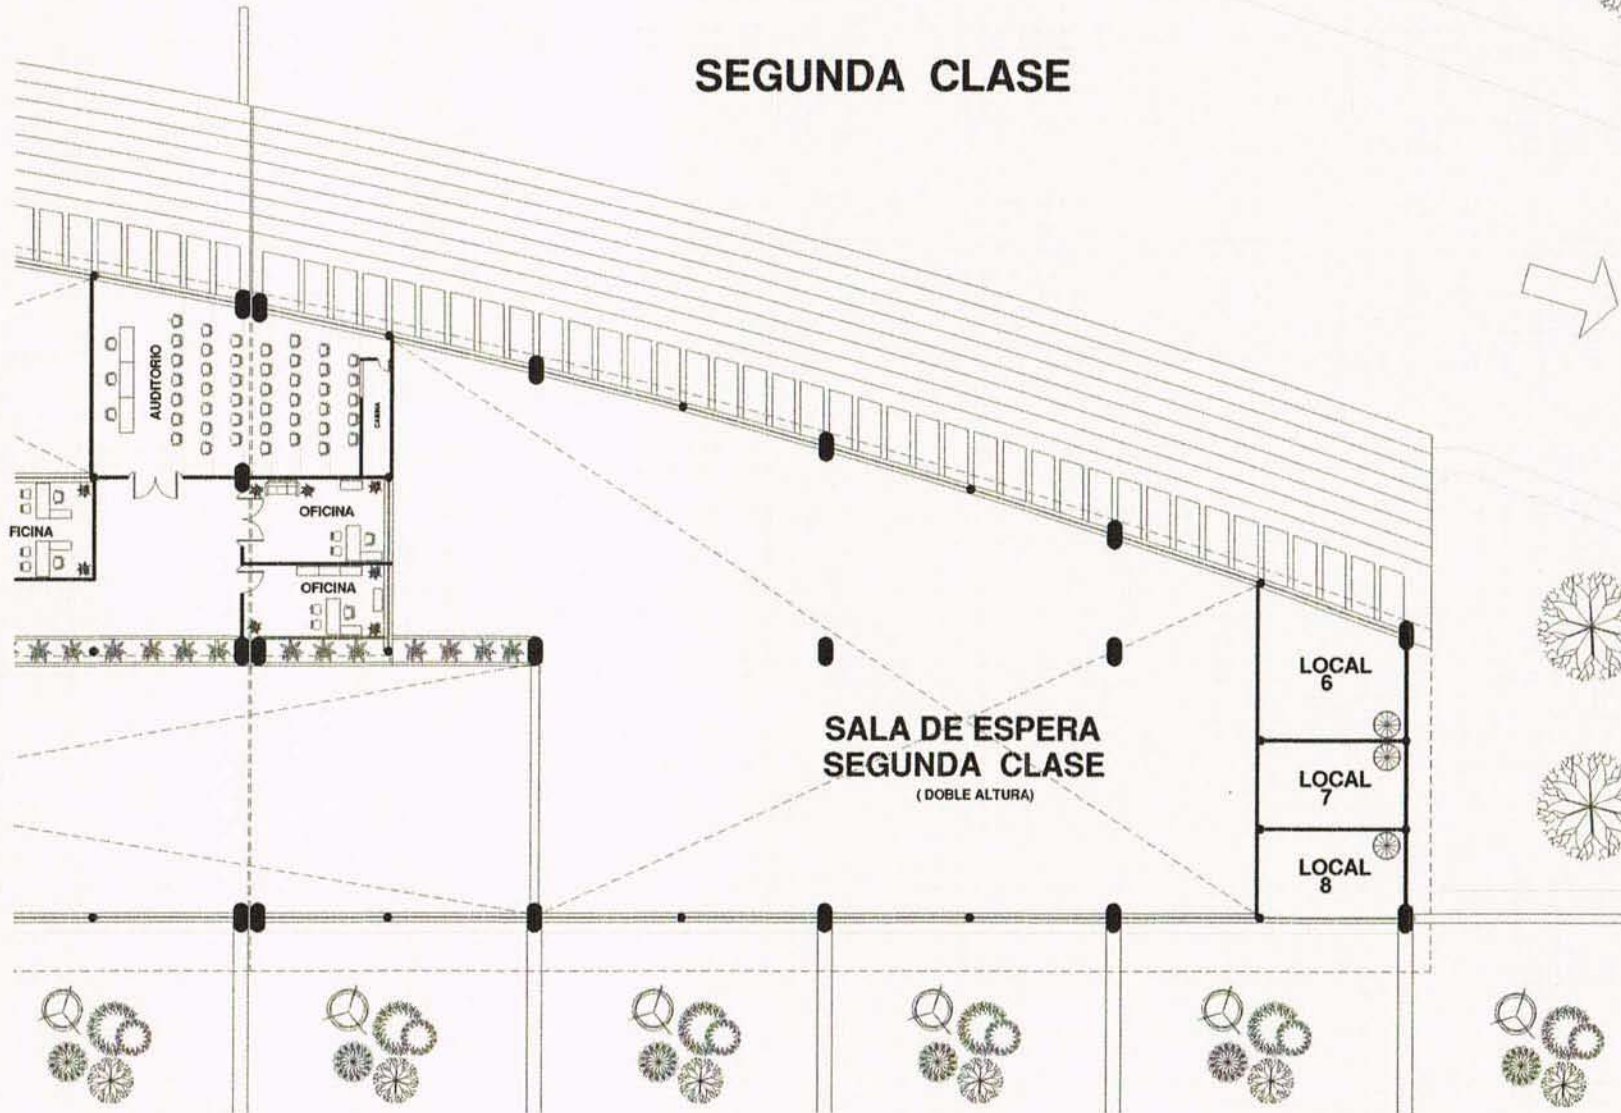 SEGUNDA CLASE
AUDITORIO
CABINA
OFICINA
FICINA
OFICINA
LOCAL
6
SALA DE ESPERA
SEGUNDA CLASE
( DOBLE ALTURA)
LOCAL
7
LOCAL
8